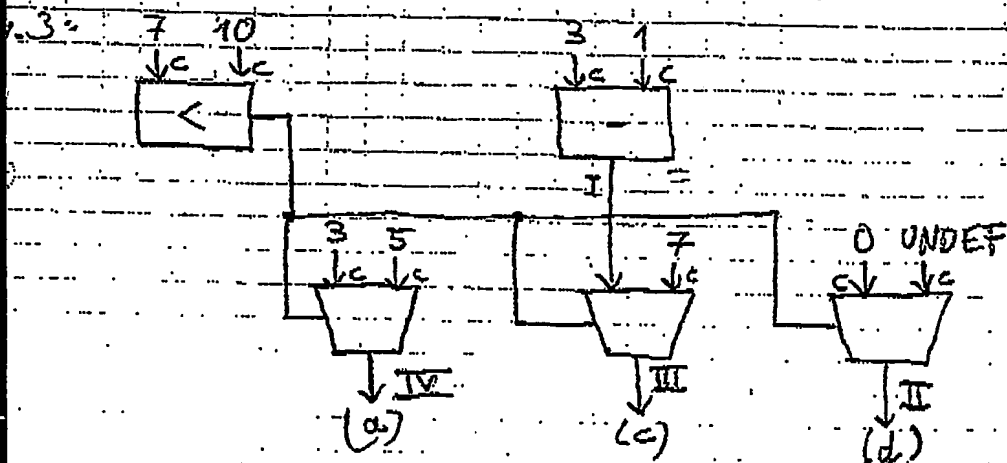 .3:
7 10 3 1
c c c c
< -
I =
3 5 7 0 UNDEF
c c c c c
IV III II
(a) (c) (d)